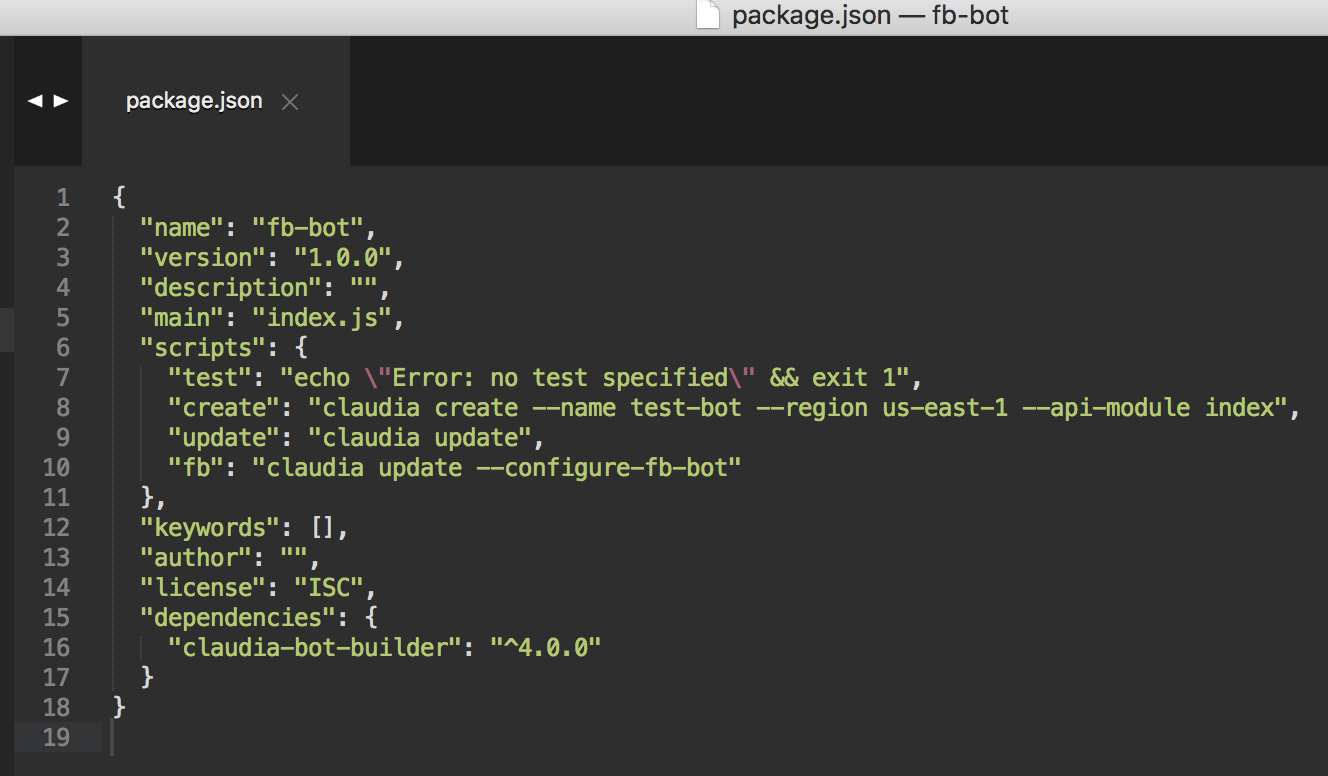 package.json — fb-bot
package.json
1 {
2   "name": "fb-bot",
3   "version": "1.0.0",
4   "description": "",
5   "main": "index.js",
6   "scripts": {
7     "test": "echo \"Error: no test specified\" && exit 1",
8     "create": "claudia create --name test-bot --region us-east-1 --api-module index",
9     "update": "claudia update",
10     "fb": "claudia update --configure-fb-bot"
11   },
12   "keywords": [],
13   "author": "",
14   "license": "ISC",
15   "dependencies": {
16     "claudia-bot-builder": "^4.0.0"
17   }
18 }
19